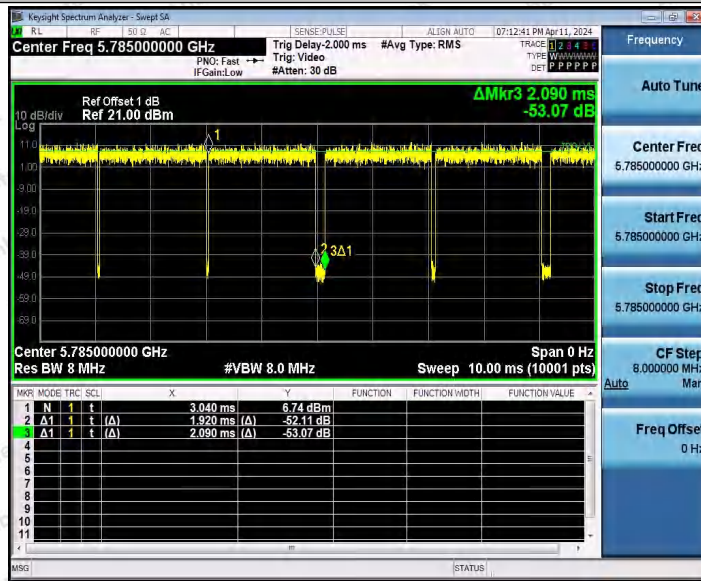 Keysight Spectrum Analyzer - Swept SA
RL RF 50 Ω AC SENSE:PULSE ALIGN AUTO 07:12:41 PM Apr 11, 2024
Center Freq 5.785000000 GHz
PNO: Fast
IFGain:Low
Trig Delay-2.000 ms
Trig: Video
#Atten: 30 dB
#Avg Type: RMS
TRACE 1 2 3 4 5 6
TYPE W
DET P P P P P P
Frequency
Auto Tune
Center Freq
5.785000000 GHz
Start Freq
5.785000000 GHz
Stop Freq
5.785000000 GHz
CF Step
8.000000 MHz
Auto Man
Freq Offset
0 Hz
ΔMkr3 2.090 ms
-53.07 dB
Ref Offset 1 dB
10 dB/div Ref 21.00 dBm
Log
11.0
1.00
-9.00
-19.0
-29.0
-39.0
-49.0
-59.0
-69.0
1
2 3Δ1
Center 5.785000000 GHz Span 0 Hz
Res BW 8 MHz #VBW 8.0 MHz Sweep 10.00 ms (10001 pts)
MKR MODE TRC SCL X Y FUNCTION FUNCTION WIDTH FUNCTION VALUE
1 N 1 t 3.040 ms 6.74 dBm
2 Δ1 1 t (Δ) 1.920 ms (Δ) -52.11 dB
3 Δ1 1 t (Δ) 2.090 ms (Δ) -53.07 dB
4
5
6
7
8
9
10
11
MSG STATUS